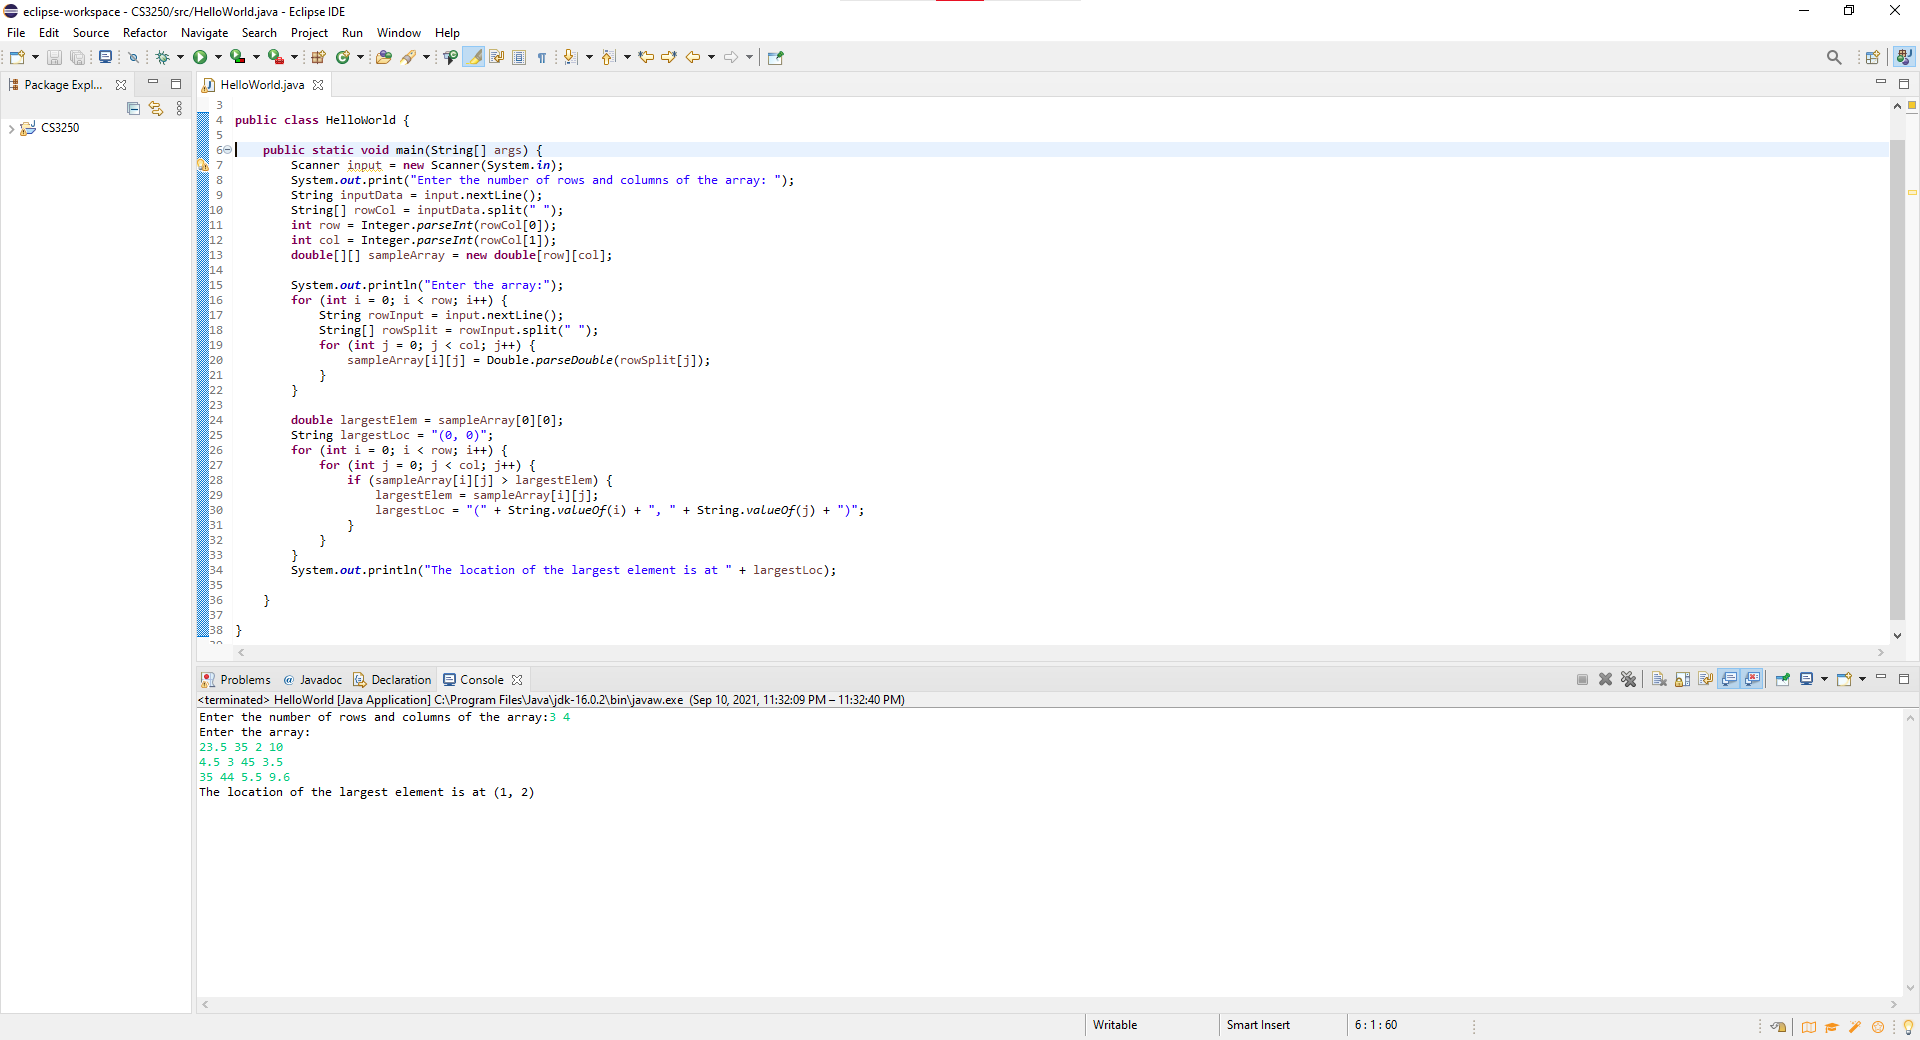 eclipse-workspace - CS3250/src/HelloWorld.java - Eclipse IDE
File Edit Source Refactor Navigate Search Project Run Window Help
Package Expl...
HelloWorld.java
CS3250
3
4 public class HelloWorld {
5
6 public static void main(String[] args) {
7 Scanner input = new Scanner(System.in);
8 System.out.print("Enter the number of rows and columns of the array: ");
9 String inputData = input.nextLine();
10 String[] rowCol = inputData.split(" ");
11 int row = Integer.parseInt(rowCol[0]);
12 int col = Integer.parseInt(rowCol[1]);
13 double[][] sampleArray = new double[row][col];
14
15 System.out.println("Enter the array:");
16 for (int i = 0; i < row; i++) {
17 String rowInput = input.nextLine();
18 String[] rowSplit = rowInput.split(" ");
19 for (int j = 0; j < col; j++) {
20 sampleArray[i][j] = Double.parseDouble(rowSplit[j]);
21 }
22 }
23
24 double largestElem = sampleArray[0][0];
25 String largestLoc = "(0, 0)";
26 for (int i = 0; i < row; i++) {
27 for (int j = 0; j < col; j++) {
28 if (sampleArray[i][j] > largestElem) {
29 largestElem = sampleArray[i][j];
30 largestLoc = "(" + String.valueOf(i) + ", " + String.valueOf(j) + ")";
31 }
32 }
33 }
34 System.out.println("The location of the largest element is at " + largestLoc);
35
36 }
37
38 }
Problems @ Javadoc Declaration Console
<terminated> HelloWorld [Java Application] C:\Program Files\Java\jdk-16.0.2\bin\javaw.exe (Sep 10, 2021, 11:32:09 PM – 11:32:40 PM)
Enter the number of rows and columns of the array:3 4
Enter the array:
23.5 35 2 10
4.5 3 45 3.5
35 44 5.5 9.6
The location of the largest element is at (1, 2)
Writable Smart Insert 6 : 1 : 60